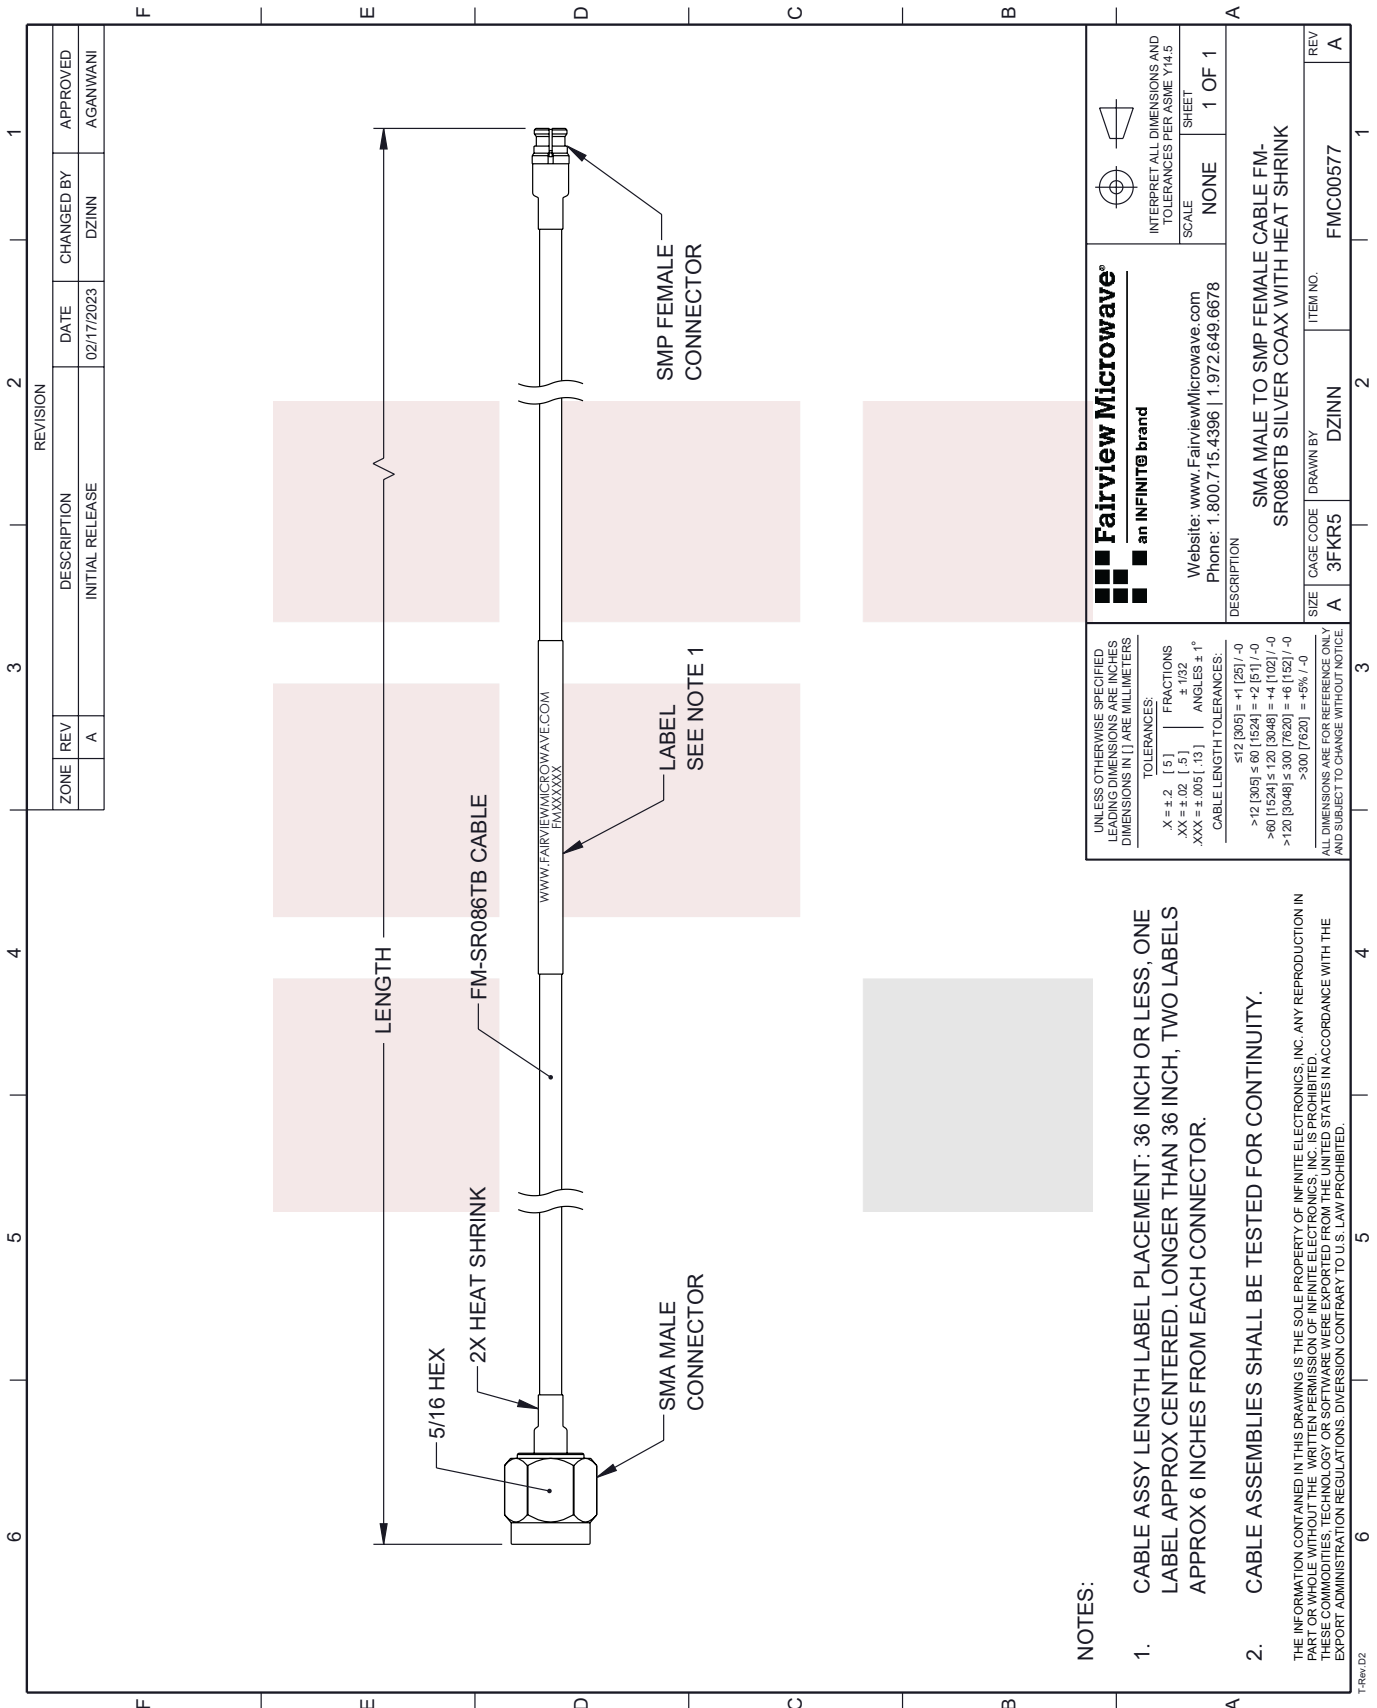 6
5
4
3
2
1
REVISION
ZONE REV DESCRIPTION DATE CHANGED BY APPROVED
A INITIAL RELEASE 02/17/2023 DZINN AGANWANI
F
F
E
E
D
D
C
C
B
B
A
A
LENGTH
5/16 HEX
2X HEAT SHRINK
FM-SR086TB CABLE
WWW.FAIRVIEWMICROWAVE.COM
FMXXXXXX
SMA MALE
CONNECTOR
LABEL
SEE NOTE 1
SMP FEMALE
CONNECTOR
NOTES:
1. CABLE ASSY LENGTH LABEL PLACEMENT: 36 INCH OR LESS, ONE
LABEL APPROX CENTERED. LONGER THAN 36 INCH, TWO LABELS
APPROX 6 INCHES FROM EACH CONNECTOR.
2. CABLE ASSEMBLIES SHALL BE TESTED FOR CONTINUITY.
THE INFORMATION CONTAINED IN THIS DRAWING IS THE SOLE PROPERTY OF INFINITE ELECTRONICS, INC. ANY REPRODUCTION IN
PART OR WHOLE WITHOUT THE WRITTEN PERMISSION OF INFINITE ELECTRONICS, INC. IS PROHIBITED.
THESE COMMODITIES, TECHNOLOGY OR SOFTWARE WERE EXPORTED FROM THE UNITED STATES IN ACCORDANCE WITH THE
EXPORT ADMINISTRATION REGULATIONS. DIVERSION CONTRARY TO U.S. LAW PROHIBITED.
UNLESS OTHERWISE SPECIFIED
LEADING DIMENSIONS ARE INCHES
DIMENSIONS IN [ ] ARE MILLIMETERS
TOLERANCES:
.X = ± .2 [ 5 ] FRACTIONS
.XX = ± .02 [ .5 ] ± 1/32
.XXX = ± .005 [ .13 ] ANGLES ± 1°
CABLE LENGTH TOLERANCES:
≤12 [305] = +1 [25] / -0
>12 [305] ≤ 60 [1524] = +2 [51] / -0
>60 [1524] ≤ 120 [3048] = +4 [102] / -0
>120 [3048] ≤ 300 [7620] = +6 [152] / -0
>300 [7620] = +5% / -0
ALL DIMENSIONS ARE FOR REFERENCE ONLY
AND SUBJECT TO CHANGE WITHOUT NOTICE.
Fairview Microwave®
an INFINIT@ brand
Website: www.FairviewMicrowave.com
Phone: 1.800.715.4396 | 1.972.649.6678
INTERPRET ALL DIMENSIONS AND
TOLERANCES PER ASME Y14.5
SCALE NONE
SHEET 1 OF 1
DESCRIPTION
SMA MALE TO SMP FEMALE CABLE FM-
SR086TB SILVER COAX WITH HEAT SHRINK
SIZE A
CAGE CODE 3FKR5
DRAWN BY DZINN
ITEM NO. FMC00577
REV A
T-Rev.D2
6
5
4
3
2
1